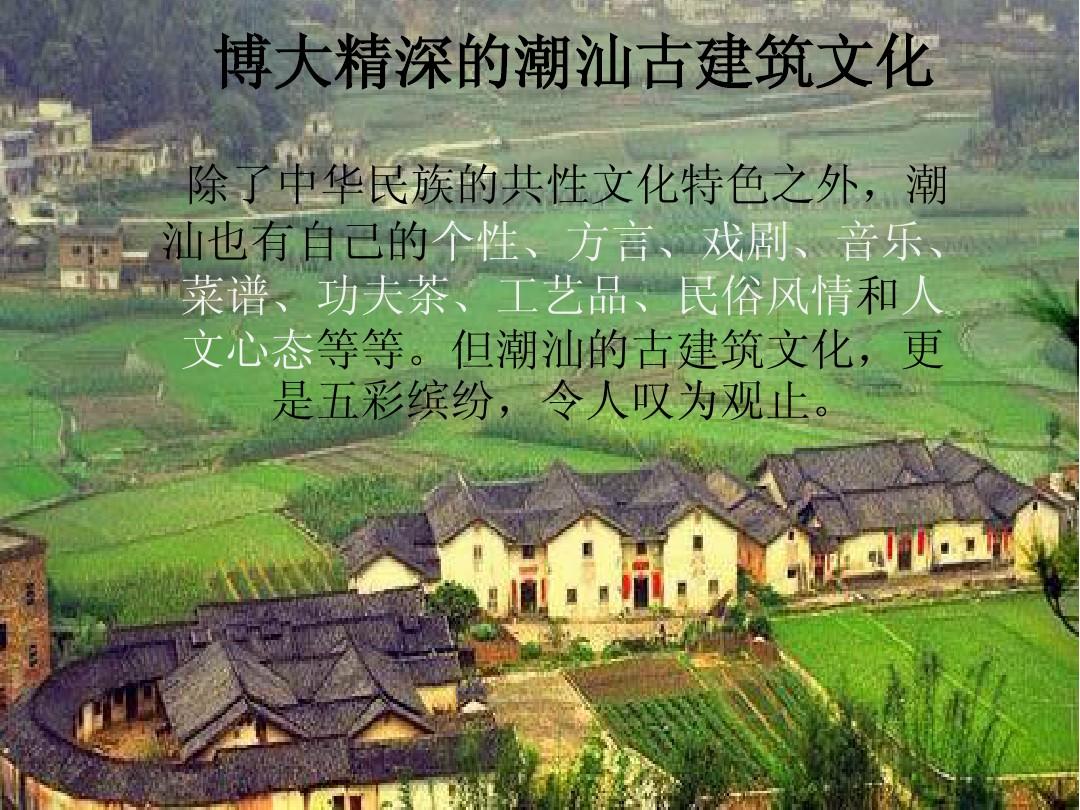 博大精深的潮汕古建筑文化
除了中华民族的共性文化特色之外，潮
汕也有自己的个性、方言、戏剧、音乐、
菜谱、功夫茶、工艺品、民俗风情和人
文心态等等。但潮汕的古建筑文化，更
是五彩缤纷，令人叹为观止。